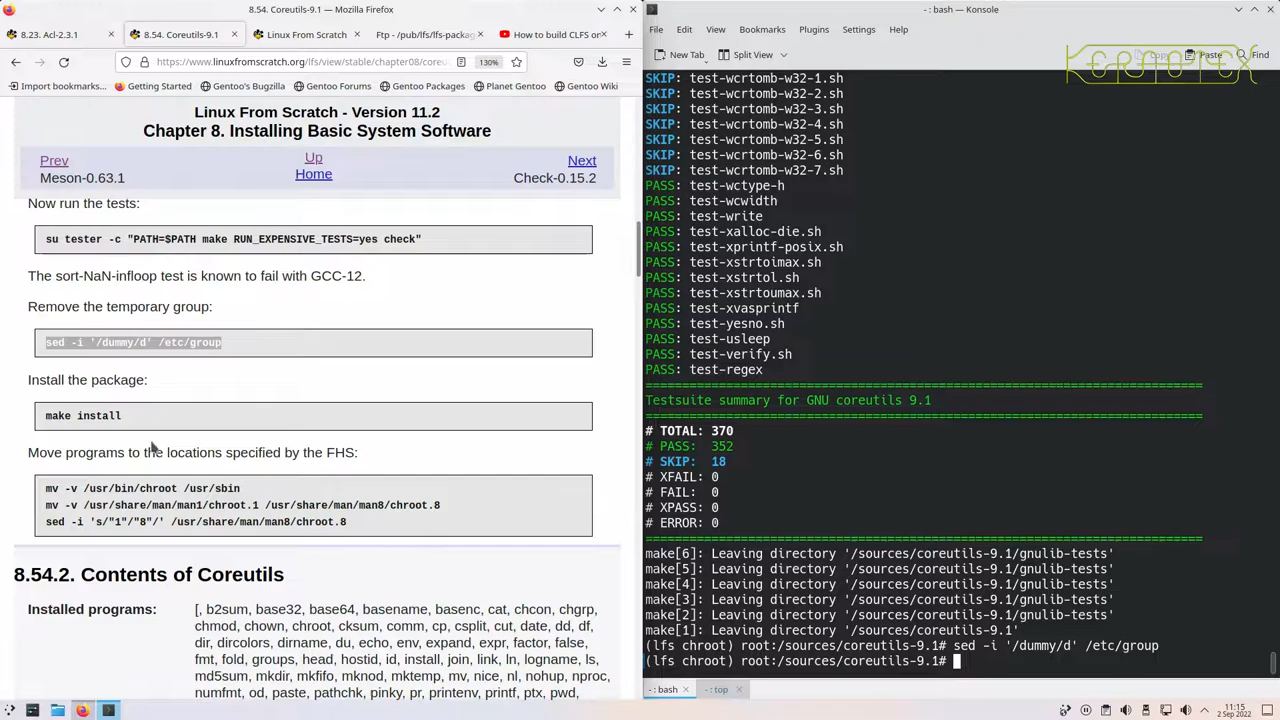 8.54. Coreutils-9.1 — Mozilla Firefox
8.23. Acl-2.3.1
8.54. Coreutils-9.1
Linux From Scratch
Ftp - /pub/lfs/lfs-packag
How to build CLFS on
https://www.linuxfromscratch.org/lfs/view/stable/chapter08/coreu
Import bookmarks...
Getting Started
Gentoo's Bugzilla
Gentoo Forums
Gentoo Packages
Planet Gentoo
Gentoo Wiki
Linux From Scratch - Version 11.2
Chapter 8. Installing Basic System Software
Prev
Up
Next
Meson-0.63.1
Home
Check-0.15.2
Now run the tests:
su tester -c "PATH=$PATH make RUN_EXPENSIVE_TESTS=yes check"
The sort-NaN-infloop test is known to fail with GCC-12.
Remove the temporary group:
sed -i '/dummy/d' /etc/group
Install the package:
make install
Move programs to the locations specified by the FHS:
mv -v /usr/bin/chroot /usr/sbin
mv -v /usr/share/man/man1/chroot.1 /usr/share/man/man8/chroot.8
sed -i 's/"1"/"8"/' /usr/share/man/man8/chroot.8
8.54.2. Contents of Coreutils
Installed programs:
[, b2sum, base32, base64, basename, basenc, cat, chcon, chgrp,
chmod, chown, chroot, cksum, comm, cp, csplit, cut, date, dd, df,
dir, dircolors, dirname, du, echo, env, expand, expr, factor, false,
fmt, fold, groups, head, hostid, id, install, join, link, ln, logname, ls,
md5sum, mkdir, mkfifo, mknod, mktemp, mv, nice, nl, nohup, nproc,
numfmt, od, paste, pathchk, pinky, pr, printenv, printf, ptx, pwd,
- : bash — Konsole
File
Edit
View
Bookmarks
Plugins
Settings
Help
New Tab
Split View
Paste
Find
KERNOTEX
SKIP: test-wcrtomb-w32-1.sh
SKIP: test-wcrtomb-w32-2.sh
SKIP: test-wcrtomb-w32-3.sh
SKIP: test-wcrtomb-w32-4.sh
SKIP: test-wcrtomb-w32-5.sh
SKIP: test-wcrtomb-w32-6.sh
SKIP: test-wcrtomb-w32-7.sh
PASS: test-wctype-h
PASS: test-wcwidth
PASS: test-write
PASS: test-xalloc-die.sh
PASS: test-xprintf-posix.sh
PASS: test-xstrtoimax.sh
PASS: test-xstrtol.sh
PASS: test-xstrtoumax.sh
PASS: test-xvasprintf
PASS: test-yesno.sh
PASS: test-usleep
PASS: test-verify.sh
PASS: test-regex
Testsuite summary for GNU coreutils 9.1
# TOTAL: 370
# PASS: 352
# SKIP: 18
# XFAIL: 0
# FAIL: 0
# XPASS: 0
# ERROR: 0
make[6]: Leaving directory '/sources/coreutils-9.1/gnulib-tests'
make[5]: Leaving directory '/sources/coreutils-9.1/gnulib-tests'
make[4]: Leaving directory '/sources/coreutils-9.1/gnulib-tests'
make[3]: Leaving directory '/sources/coreutils-9.1/gnulib-tests'
make[2]: Leaving directory '/sources/coreutils-9.1/gnulib-tests'
make[1]: Leaving directory '/sources/coreutils-9.1'
(lfs chroot) root:/sources/coreutils-9.1# sed -i '/dummy/d' /etc/group
(lfs chroot) root:/sources/coreutils-9.1#
- : bash
- : top
11:15
2 Sep 2022